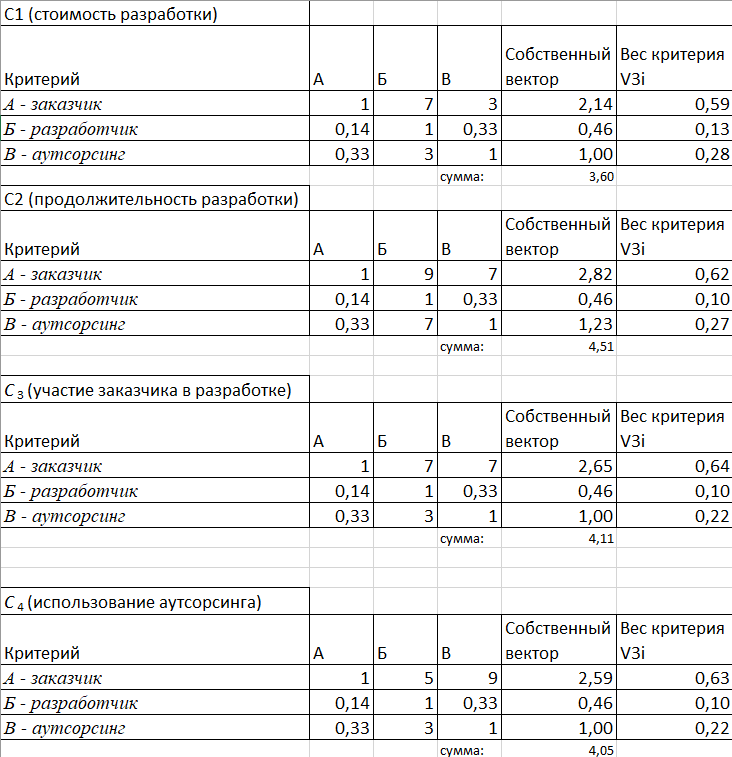 С1 (стоимость разработки)
Критерий А Б В Собственный вектор Вес критерия V3i
А - заказчик 1 7 3 2,14 0,59
Б - разработчик 0,14 1 0,33 0,46 0,13
В - аутсорсинг 0,33 3 1 1,00 0,28
сумма: 3,60
С2 (продолжительность разработки)
Критерий А Б В Собственный вектор Вес критерия V3i
А - заказчик 1 9 7 2,82 0,62
Б - разработчик 0,14 1 0,33 0,46 0,10
В - аутсорсинг 0,33 7 1 1,23 0,27
сумма: 4,51
С 3 (участие заказчика в разработке)
Критерий А Б В Собственный вектор Вес критерия V3i
А - заказчик 1 7 7 2,65 0,64
Б - разработчик 0,14 1 0,33 0,46 0,10
В - аутсорсинг 0,33 3 1 1,00 0,22
сумма: 4,11
С 4 (использование аутсорсинга)
Критерий А Б В Собственный вектор Вес критерия V3i
А - заказчик 1 5 9 2,59 0,63
Б - разработчик 0,14 1 0,33 0,46 0,10
В - аутсорсинг 0,33 3 1 1,00 0,22
сумма: 4,05